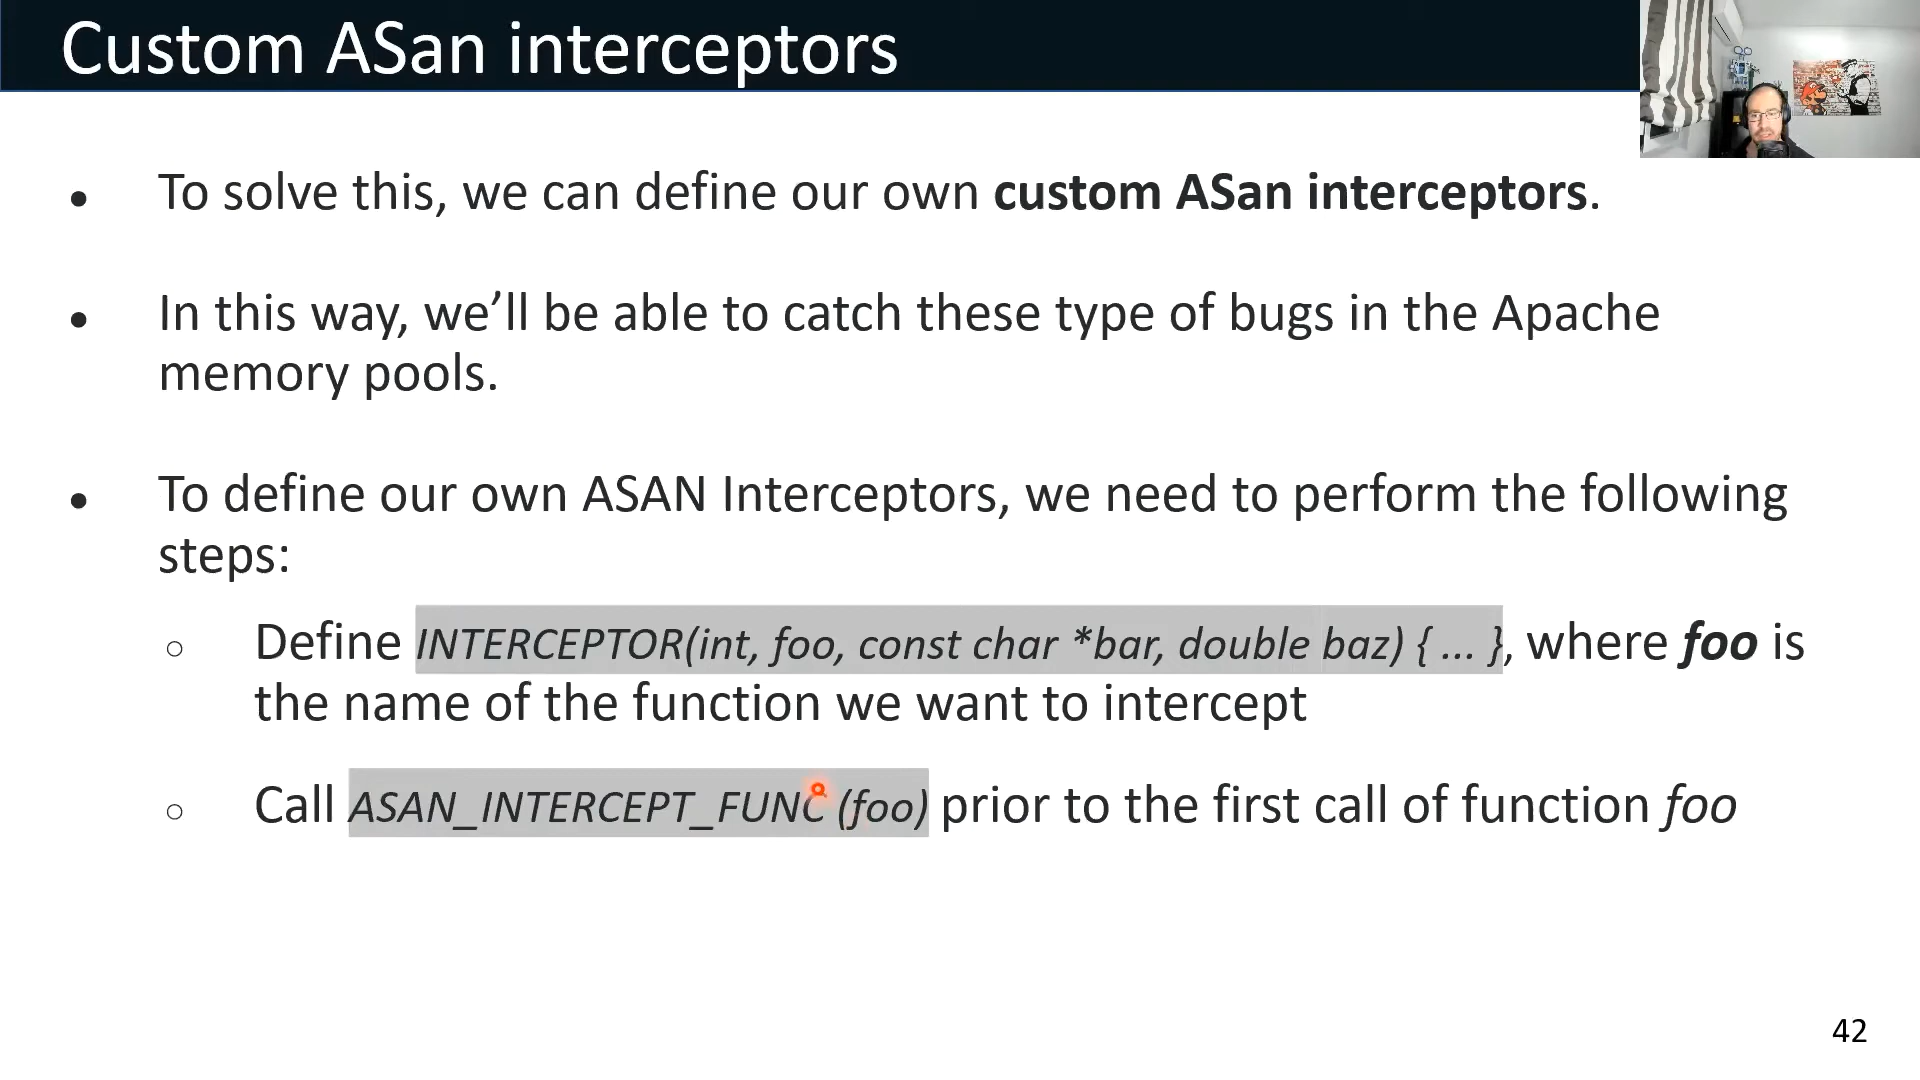 Custom ASan interceptors
● To solve this, we can define our own custom ASan interceptors.
● In this way, we’ll be able to catch these type of bugs in the Apache
memory pools.
● To define our own ASAN Interceptors, we need to perform the following
steps:
○ Define INTERCEPTOR(int, foo, const char *bar, double baz) { ... }, where foo is
the name of the function we want to intercept
○ Call ASAN_INTERCEPT_FUNC (foo) prior to the first call of function foo
42